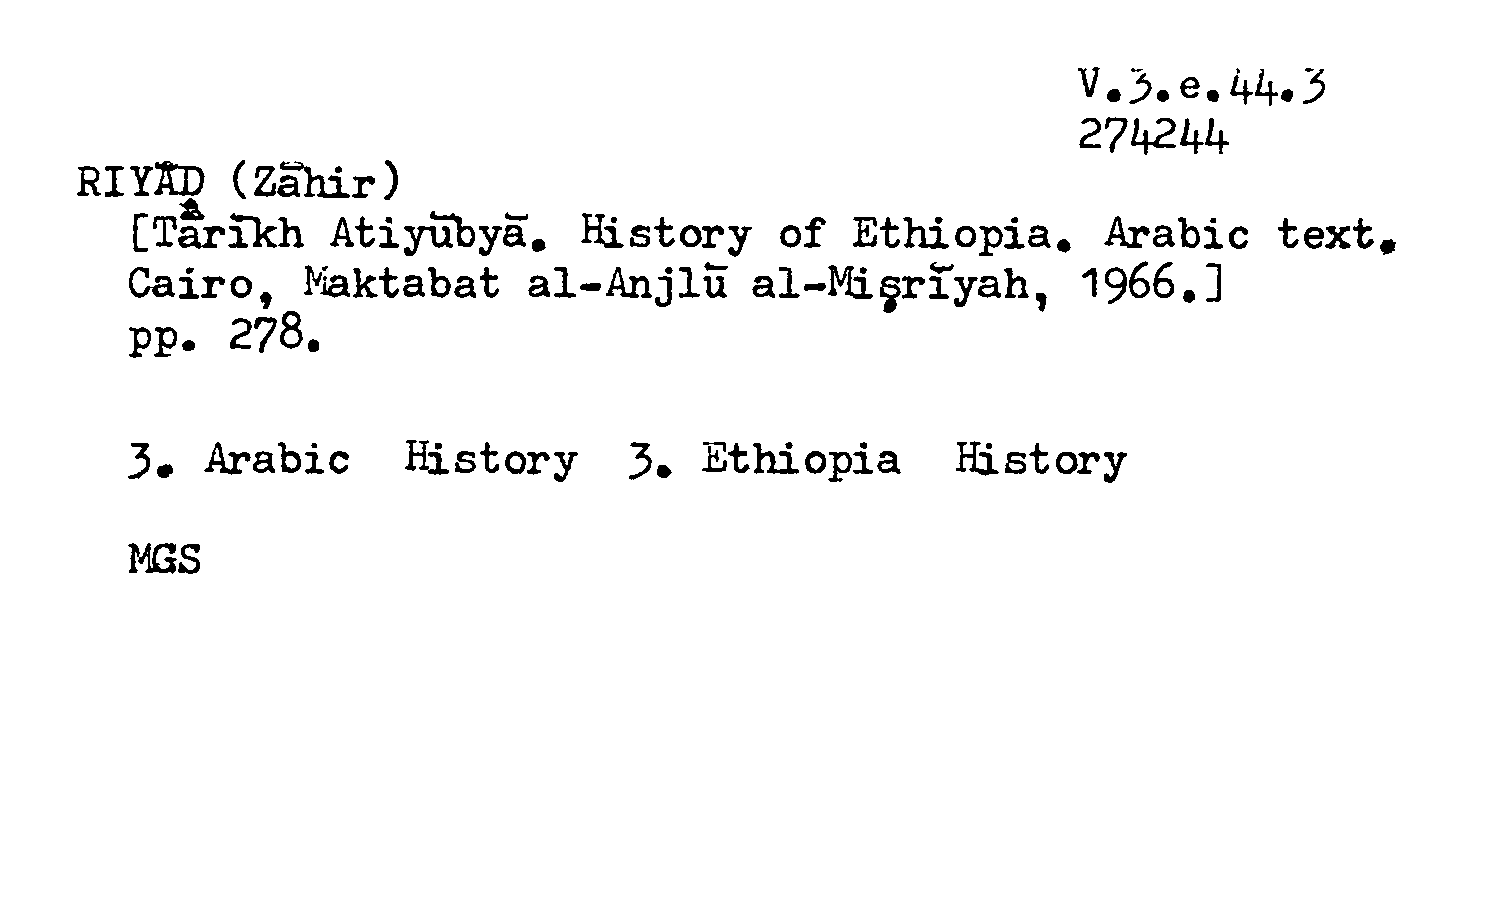 V.3.e.44.3
274244
RIYĀḌ (Zāhir)
[Tārīkh Atiyūbyā. History of Ethiopia. Arabic text.
Cairo, Maktabat al-Anjlū al-Miṣrīyah, 1966.]
pp. 278.
3. Arabic History 3. Ethiopia History
MGS